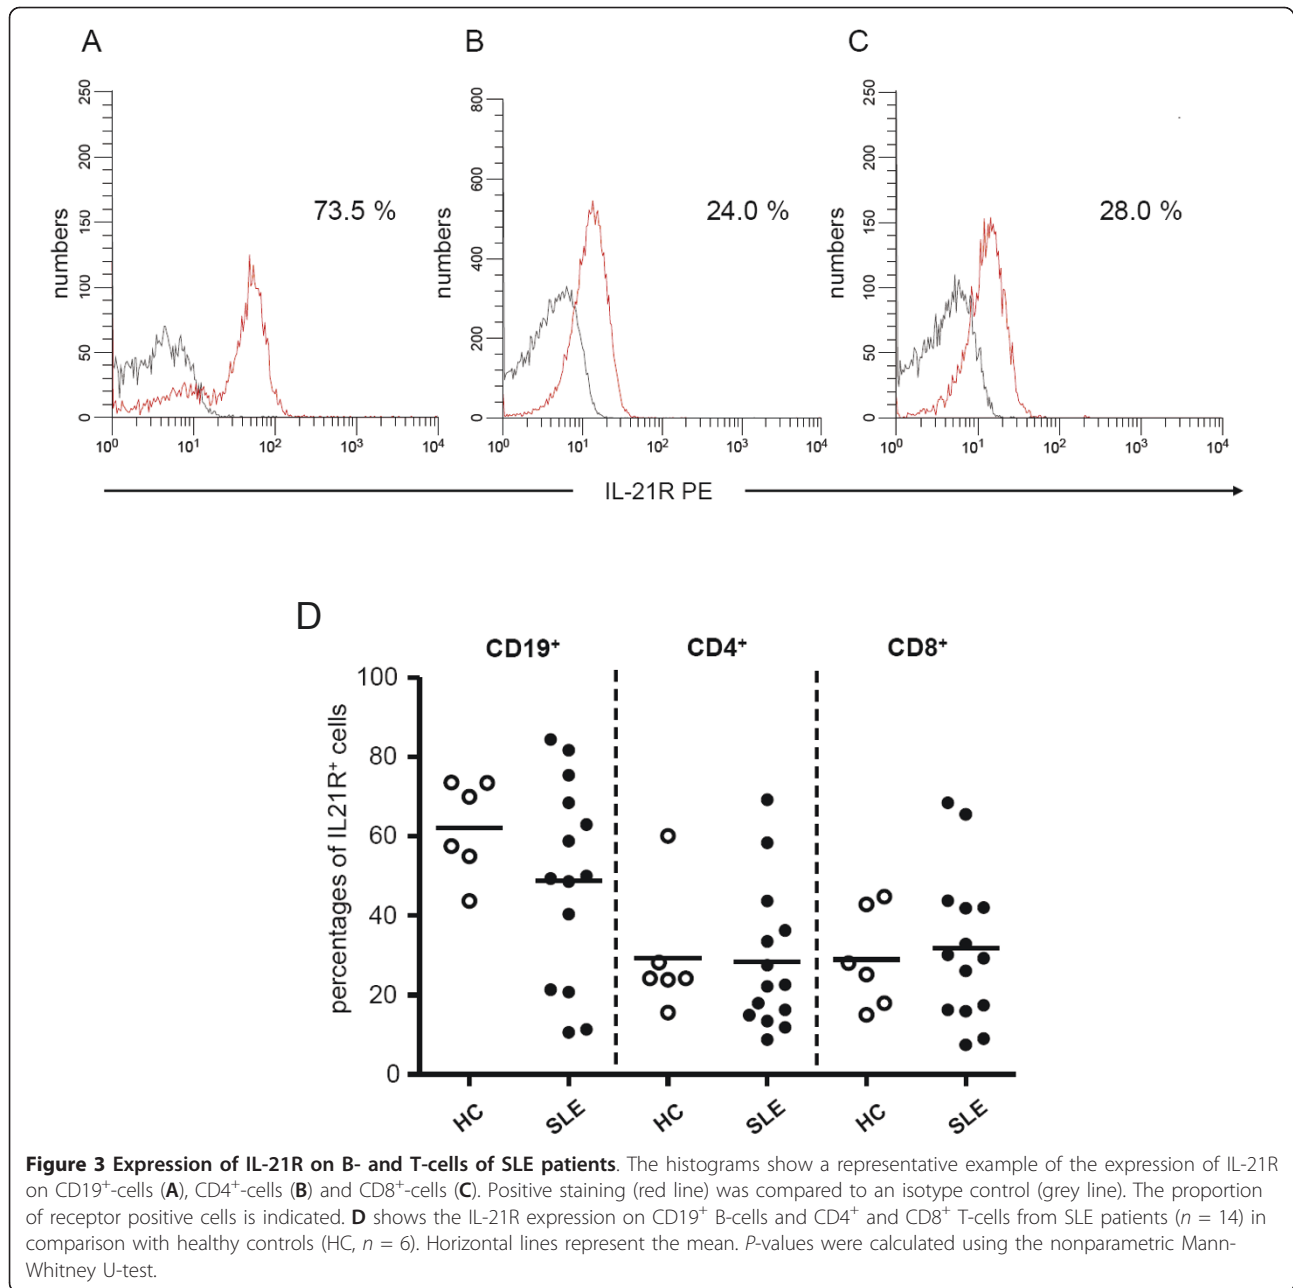 A
B
C
250
200
150
100
50
0
numbers
73.5 %
10⁰ 10¹ 10² 10³ 10⁴
800
600
400
200
0
numbers
24.0 %
10⁰ 10¹ 10² 10³ 10⁴
250
200
150
100
50
0
numbers
28.0 %
10⁰ 10¹ 10² 10³ 10⁴
IL-21R PE
D
CD19⁺ CD4⁺ CD8⁺
percentages of IL21R⁺ cells
100
80
60
40
20
0
HC SLE HC SLE HC SLE
Figure 3 Expression of IL-21R on B- and T-cells of SLE patients. The histograms show a representative example of the expression of IL-21R
on CD19⁺-cells (A), CD4⁺-cells (B) and CD8⁺-cells (C). Positive staining (red line) was compared to an isotype control (grey line). The proportion
of receptor positive cells is indicated. D shows the IL-21R expression on CD19⁺ B-cells and CD4⁺ and CD8⁺ T-cells from SLE patients (n = 14) in
comparison with healthy controls (HC, n = 6). Horizontal lines represent the mean. P-values were calculated using the nonparametric Mann-
Whitney U-test.